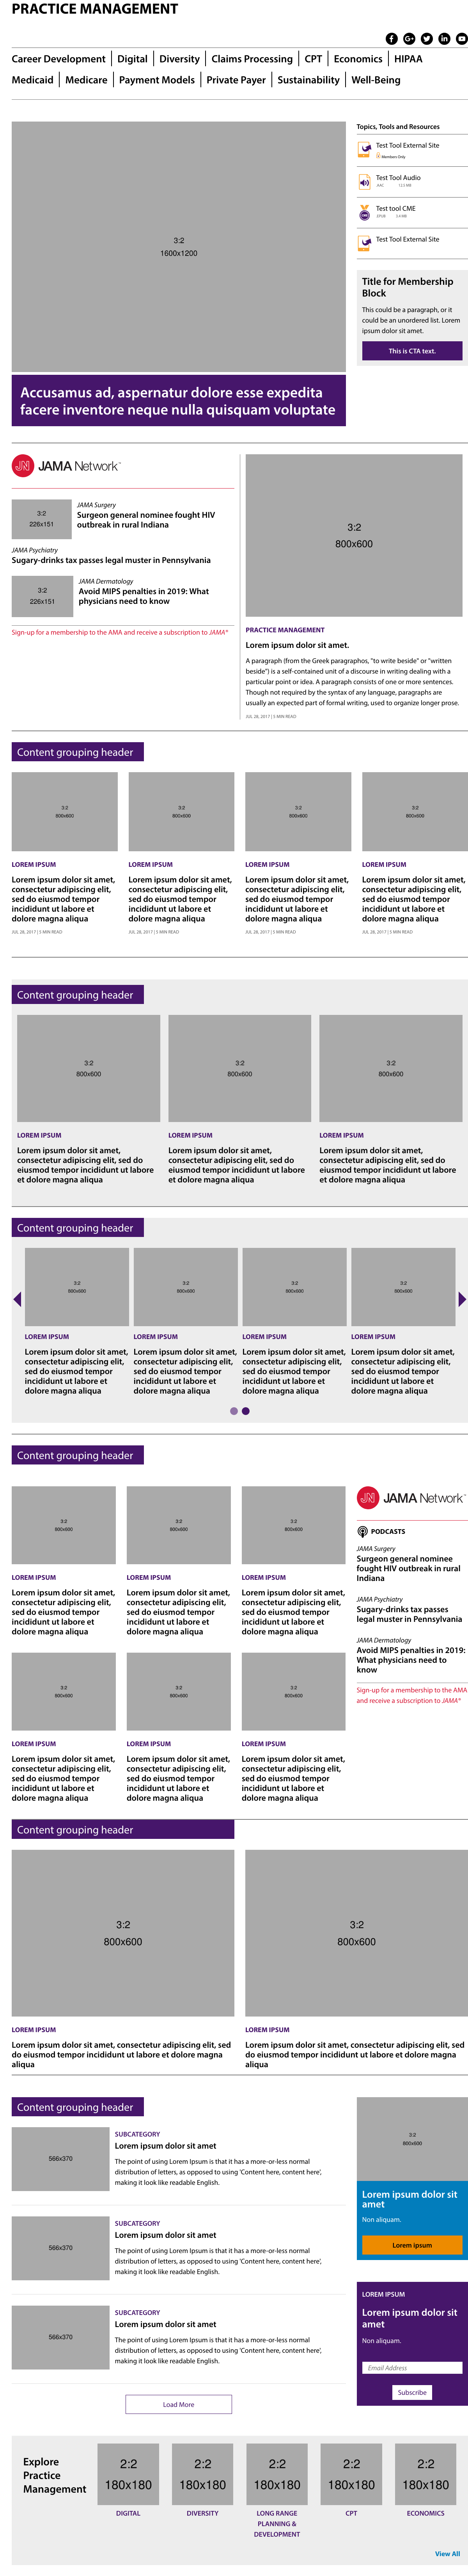 PRACTICE MANAGEMENT
Career Development | Digital | Diversity | Claims Processing | CPT | Economics | HIPAA
Medicaid | Medicare | Payment Models | Private Payer | Sustainability | Well-Being
3:2
1600x1200
Accusamus ad, aspernatur dolore esse expedita
facere inventore neque nulla quisquam voluptate
Topics, Tools and Resources
Test Tool External Site
Members Only
Test Tool Audio
AAC 12.5 MB
Test tool CME
EPUB 3.4 MB
Test Tool External Site
Title for Membership
Block
This could be a paragraph, or it
could be an unordered list. Lorem
ipsum dolor sit amet.
This is CTA text.
JN JAMA Network™
3:2
226x151
JAMA Surgery
Surgeon general nominee fought HIV
outbreak in rural Indiana
JAMA Psychiatry
Sugary-drinks tax passes legal muster in Pennsylvania
3:2
226x151
JAMA Dermatology
Avoid MIPS penalties in 2019: What
physicians need to know
Sign-up for a membership to the AMA and receive a subscription to JAMA®
3:2
800x600
PRACTICE MANAGEMENT
Lorem ipsum dolor sit amet.
A paragraph (from the Greek paragraphos, "to write beside" or "written
beside") is a self-contained unit of a discourse in writing dealing with a
particular point or idea. A paragraph consists of one or more sentences.
Though not required by the syntax of any language, paragraphs are
usually an expected part of formal writing, used to organize longer prose.
JUL 28, 2017 | 5 MIN READ
Content grouping header
3:2
800x600
LOREM IPSUM
Lorem ipsum dolor sit amet,
consectetur adipiscing elit,
sed do eiusmod tempor
incididunt ut labore et
dolore magna aliqua
JUL 28, 2017 | 5 MIN READ
3:2
800x600
LOREM IPSUM
Lorem ipsum dolor sit amet,
consectetur adipiscing elit,
sed do eiusmod tempor
incididunt ut labore et
dolore magna aliqua
JUL 28, 2017 | 5 MIN READ
3:2
800x600
LOREM IPSUM
Lorem ipsum dolor sit amet,
consectetur adipiscing elit,
sed do eiusmod tempor
incididunt ut labore et
dolore magna aliqua
JUL 28, 2017 | 5 MIN READ
3:2
800x600
LOREM IPSUM
Lorem ipsum dolor sit amet,
consectetur adipiscing elit,
sed do eiusmod tempor
incididunt ut labore et
dolore magna aliqua
JUL 28, 2017 | 5 MIN READ
Content grouping header
3:2
800x600
LOREM IPSUM
Lorem ipsum dolor sit amet,
consectetur adipiscing elit, sed do
eiusmod tempor incididunt ut labore
et dolore magna aliqua
3:2
800x600
LOREM IPSUM
Lorem ipsum dolor sit amet,
consectetur adipiscing elit, sed do
eiusmod tempor incididunt ut labore
et dolore magna aliqua
3:2
800x600
LOREM IPSUM
Lorem ipsum dolor sit amet,
consectetur adipiscing elit, sed do
eiusmod tempor incididunt ut labore
et dolore magna aliqua
Content grouping header
3:2
800x600
LOREM IPSUM
Lorem ipsum dolor sit amet,
consectetur adipiscing elit,
sed do eiusmod tempor
incididunt ut labore et
dolore magna aliqua
3:2
800x600
LOREM IPSUM
Lorem ipsum dolor sit amet,
consectetur adipiscing elit,
sed do eiusmod tempor
incididunt ut labore et
dolore magna aliqua
3:2
800x600
LOREM IPSUM
Lorem ipsum dolor sit amet,
consectetur adipiscing elit,
sed do eiusmod tempor
incididunt ut labore et
dolore magna aliqua
3:2
800x600
LOREM IPSUM
Lorem ipsum dolor sit amet,
consectetur adipiscing elit,
sed do eiusmod tempor
incididunt ut labore et
dolore magna aliqua
Content grouping header
3:2
800x600
LOREM IPSUM
Lorem ipsum dolor sit amet,
consectetur adipiscing elit,
sed do eiusmod tempor
incididunt ut labore et
dolore magna aliqua
3:2
800x600
LOREM IPSUM
Lorem ipsum dolor sit amet,
consectetur adipiscing elit,
sed do eiusmod tempor
incididunt ut labore et
dolore magna aliqua
3:2
800x600
LOREM IPSUM
Lorem ipsum dolor sit amet,
consectetur adipiscing elit,
sed do eiusmod tempor
incididunt ut labore et
dolore magna aliqua
3:2
800x600
LOREM IPSUM
Lorem ipsum dolor sit amet,
consectetur adipiscing elit,
sed do eiusmod tempor
incididunt ut labore et
dolore magna aliqua
3:2
800x600
LOREM IPSUM
Lorem ipsum dolor sit amet,
consectetur adipiscing elit,
sed do eiusmod tempor
incididunt ut labore et
dolore magna aliqua
3:2
800x600
LOREM IPSUM
Lorem ipsum dolor sit amet,
consectetur adipiscing elit,
sed do eiusmod tempor
incididunt ut labore et
dolore magna aliqua
JN JAMA Network™
PODCASTS
JAMA Surgery
Surgeon general nominee
fought HIV outbreak in rural
Indiana
JAMA Psychiatry
Sugary-drinks tax passes
legal muster in Pennsylvania
JAMA Dermatology
Avoid MIPS penalties in 2019:
What physicians need to
know
Sign-up for a membership to the AMA
and receive a subscription to JAMA®
Content grouping header
3:2
800x600
LOREM IPSUM
Lorem ipsum dolor sit amet, consectetur adipiscing elit, sed
do eiusmod tempor incididunt ut labore et dolore magna
aliqua
3:2
800x600
LOREM IPSUM
Lorem ipsum dolor sit amet, consectetur adipiscing elit, sed
do eiusmod tempor incididunt ut labore et dolore magna
aliqua
Content grouping header
566x370
SUBCATEGORY
Lorem ipsum dolor sit amet
The point of using Lorem Ipsum is that it has a more-or-less normal
distribution of letters, as opposed to using 'Content here, content here',
making it look like readable English.
566x370
SUBCATEGORY
Lorem ipsum dolor sit amet
The point of using Lorem Ipsum is that it has a more-or-less normal
distribution of letters, as opposed to using 'Content here, content here',
making it look like readable English.
566x370
SUBCATEGORY
Lorem ipsum dolor sit amet
The point of using Lorem Ipsum is that it has a more-or-less normal
distribution of letters, as opposed to using 'Content here, content here',
making it look like readable English.
Load More
3:2
800x600
Lorem ipsum dolor sit
amet
Non aliquam.
Lorem ipsum
LOREM IPSUM
Lorem ipsum dolor sit
amet
Non aliquam.
Email Address
Subscribe
Explore
Practice
Management
2:2
180x180
DIGITAL
2:2
180x180
DIVERSITY
2:2
180x180
LONG RANGE
PLANNING &
DEVELOPMENT
2:2
180x180
CPT
2:2
180x180
ECONOMICS
View All